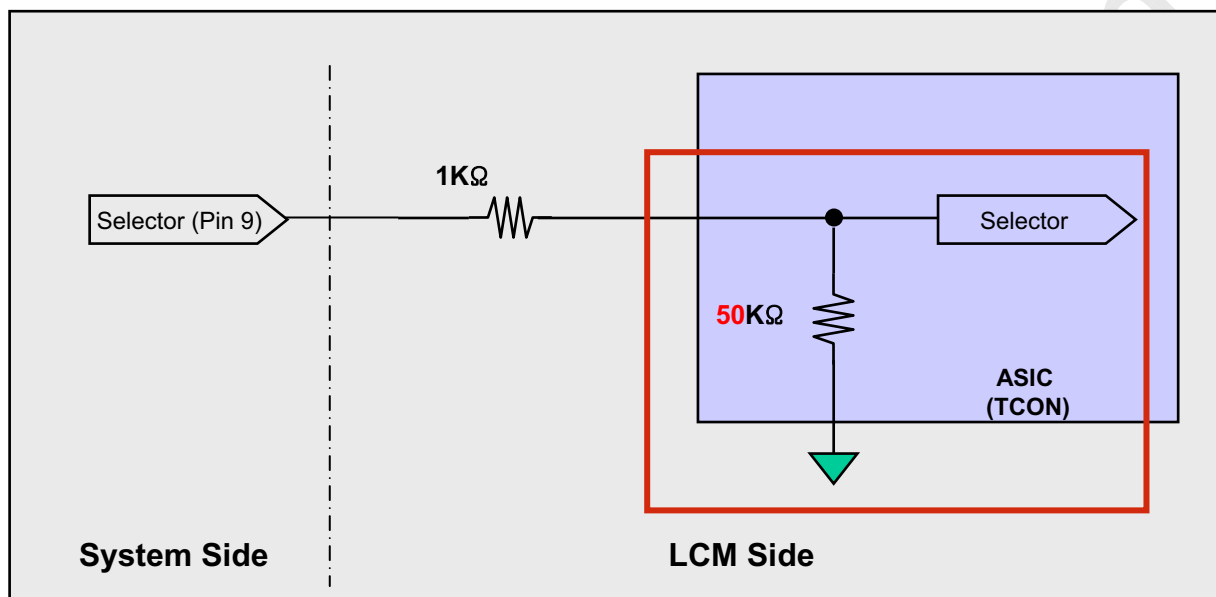 1KΩ
Selector (Pin 9)
Selector
50KΩ
ASIC
(TCON)
System Side
LCM Side